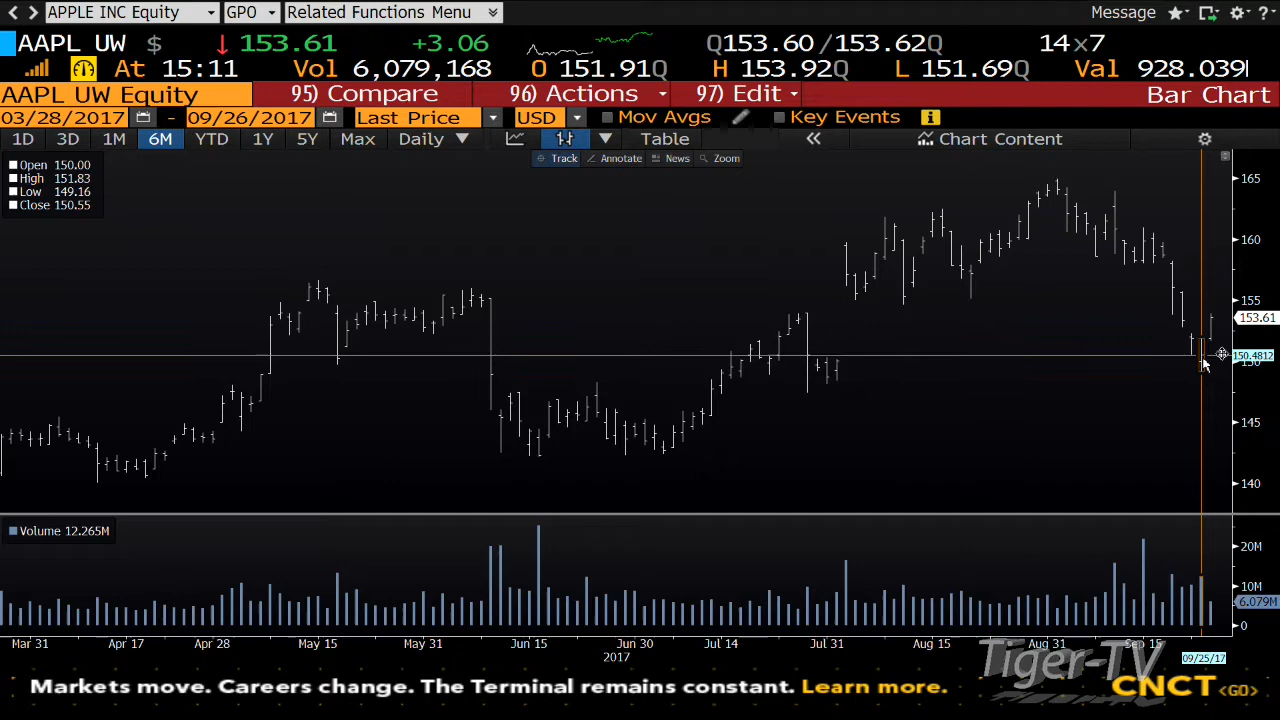 APPLE INC Equity GPO Related Functions Menu Message
AAPL UW $ ↓ 153.61 +3.06 Q153.60 / 153.62Q 14×7
At 15:11 Vol 6,079,168 O 151.91Q H 153.92Q L 151.69Q Val 928.039
AAPL UW Equity 95) Compare 96) Actions 97) Edit Bar Chart
03/28/2017 - 09/26/2017 Last Price USD Mov Avgs Key Events
1D 3D 1M 6M YTD 1Y 5Y Max Daily ▼ Table « Chart Content
Track Annotate News Zoom
Open 150.00
High 151.83
Low 149.16
Close 150.55
165
160
155
153.61
150.4812
150
145
140
Volume 12.265M
20M
10M
6.079M
0
Mar 31 Apr 17 Apr 28 May 15 May 31 Jun 15 Jun 30 Jul 14 Jul 31 Aug 15 Aug 31 Sep 15
2017 09/25/17
Tiger-TV
Markets move. Careers change. The Terminal remains constant. Learn more. CNCT <GO>